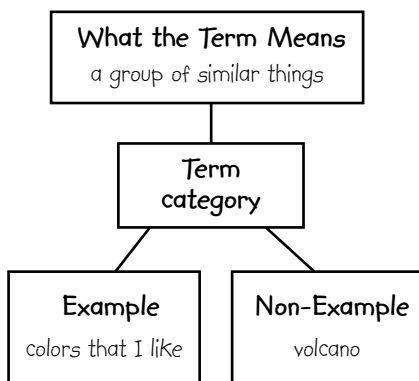 What the Term Means
a group of similar things
Term
category
Example
colors that I like
Non-Example
volcano